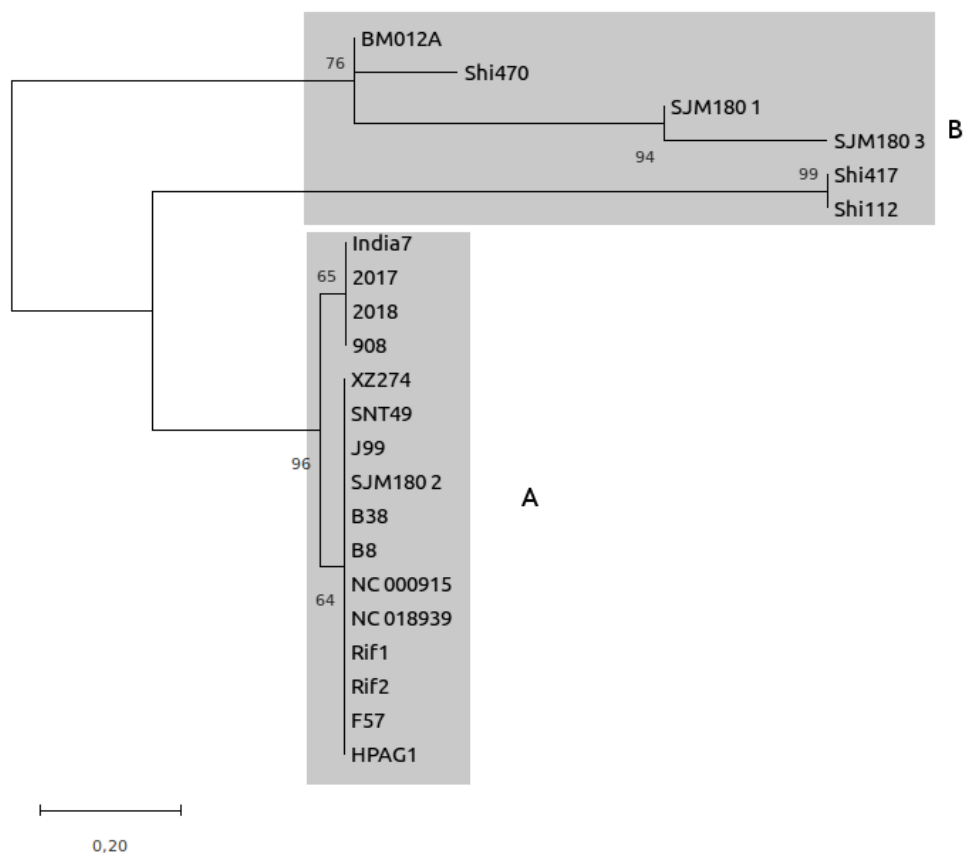 BM012A
76
Shi470
SJM180 1
B
SJM180 3
94
99
Shi417
Shi112
India7
65
2017
2018
908
XZ274
SNT49
J99
96
SJM180 2
A
B38
B8
NC 000915
64
NC 018939
Rif1
Rif2
F57
HPAG1
0,20